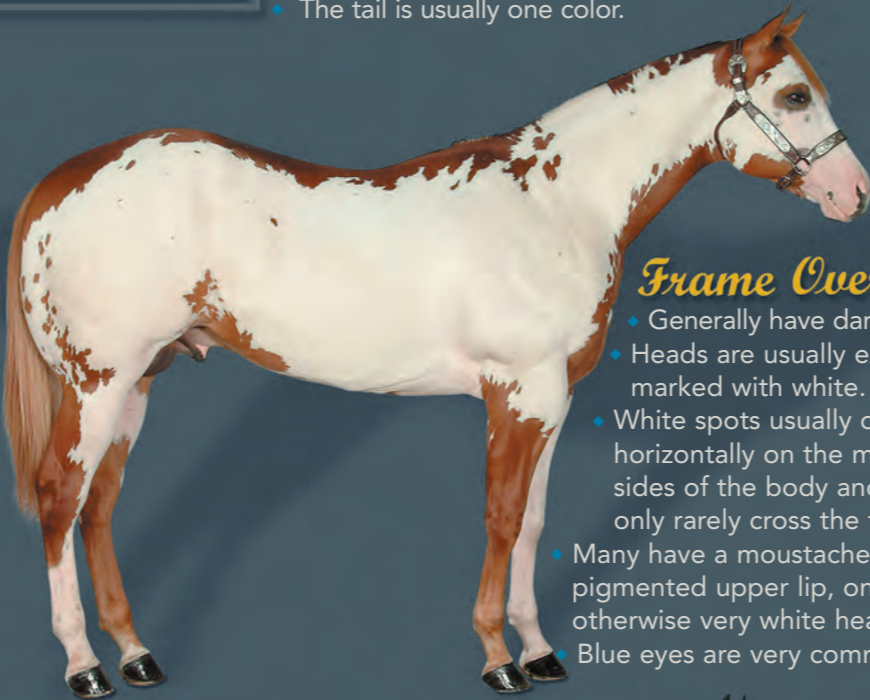 The tail is usually one color.
Frame Ove
Generally have dar
Heads are usually e
marked with white.
White spots usually
horizontally on the m
sides of the body and
only rarely cross the
Many have a moustache
pigmented upper lip, on
otherwise very white hea
Blue eyes are very comm